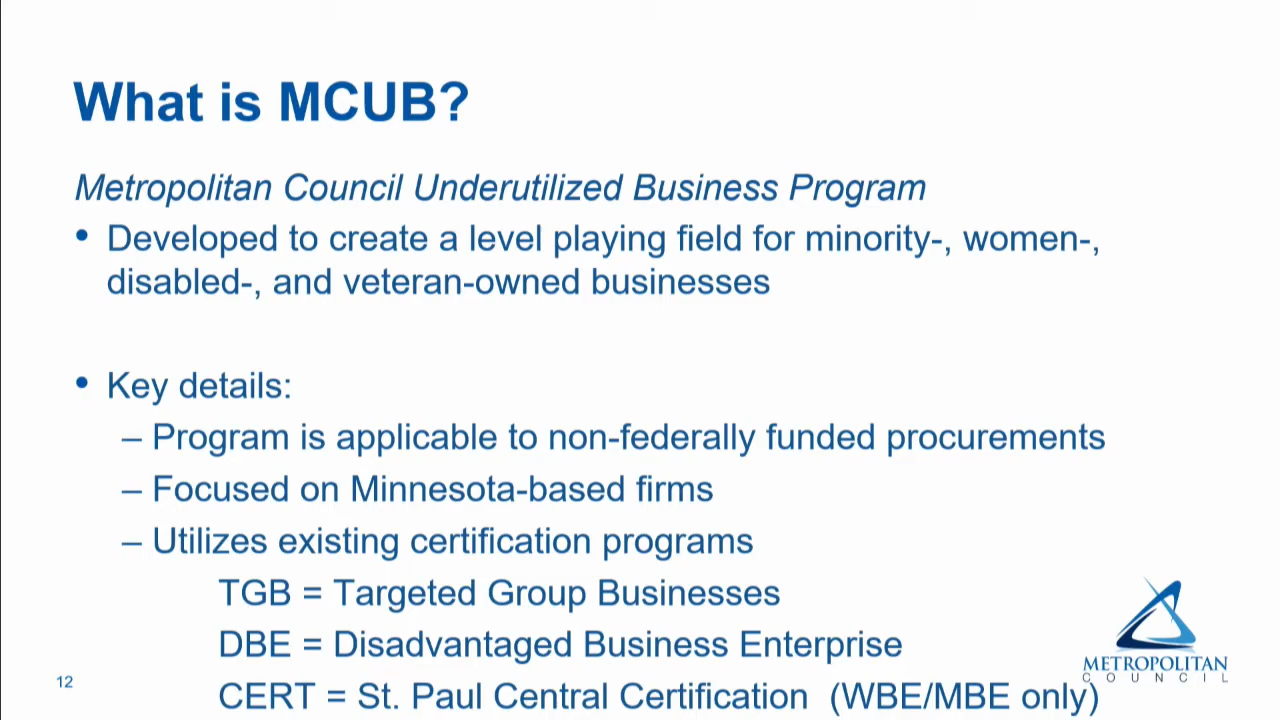 What is MCUB?
Metropolitan Council Underutilized Business Program
• Developed to create a level playing field for minority-, women-,
disabled-, and veteran-owned businesses
• Key details:
– Program is applicable to non-federally funded procurements
– Focused on Minnesota-based firms
– Utilizes existing certification programs
TGB = Targeted Group Businesses
DBE = Disadvantaged Business Enterprise
CERT = St. Paul Central Certification (WBE/MBE only)
12
METROPOLITAN
COUNCIL